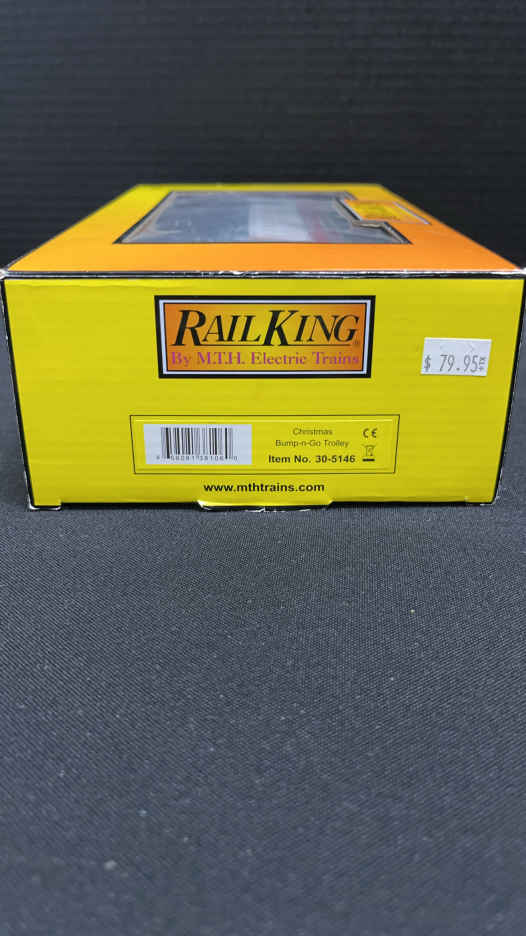 RAILKING®
By M.T.H. Electric Trains
$ 79.95
Christmas
Bump-n-Go Trolley
Item No. 30-5146
CE
www.mthtrains.com